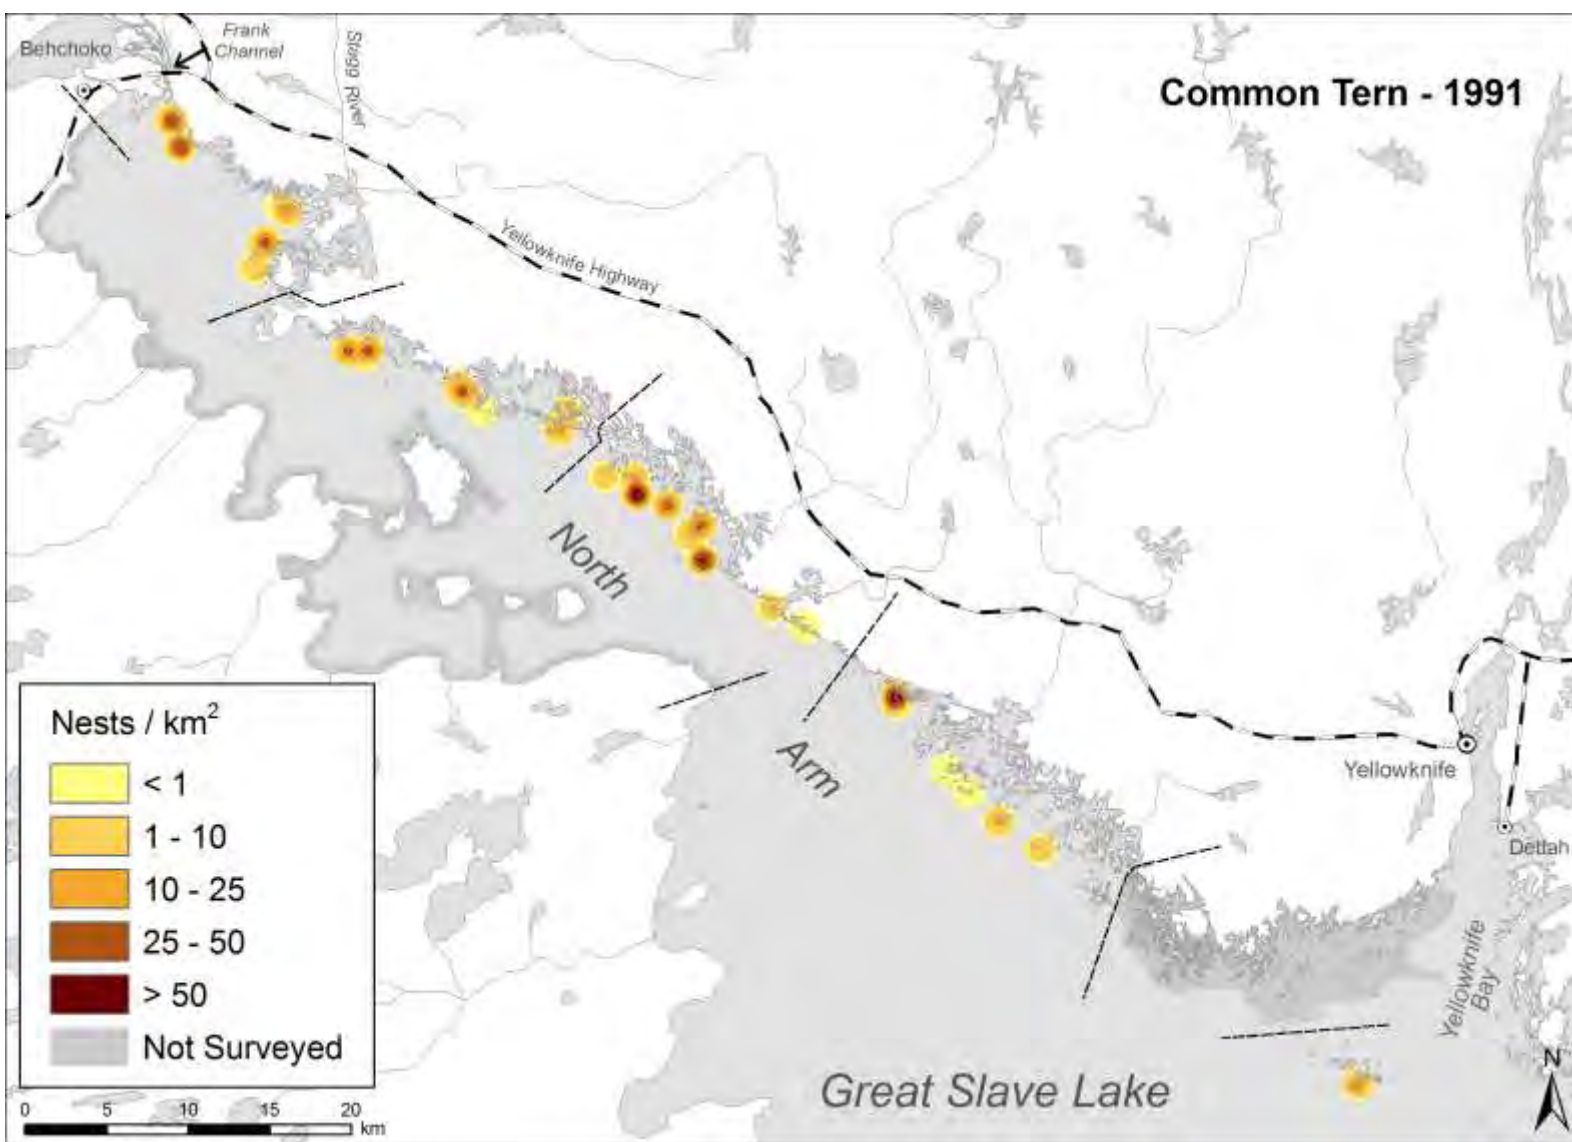 Behchoko
Frank
Channel
Stagg River
Common Tern - 1991
Yellowknife Highway
North
Arm
Yellowknife
Dettah
Yellowknife
Bay
Great Slave Lake
N
Nests / km²
< 1
1 - 10
10 - 25
25 - 50
> 50
Not Surveyed
0 5 10 15 20
km